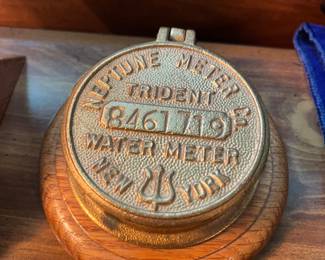 NEPTUNE METER CO.
TRIDENT
8461719
WATER METER
NEW YORK